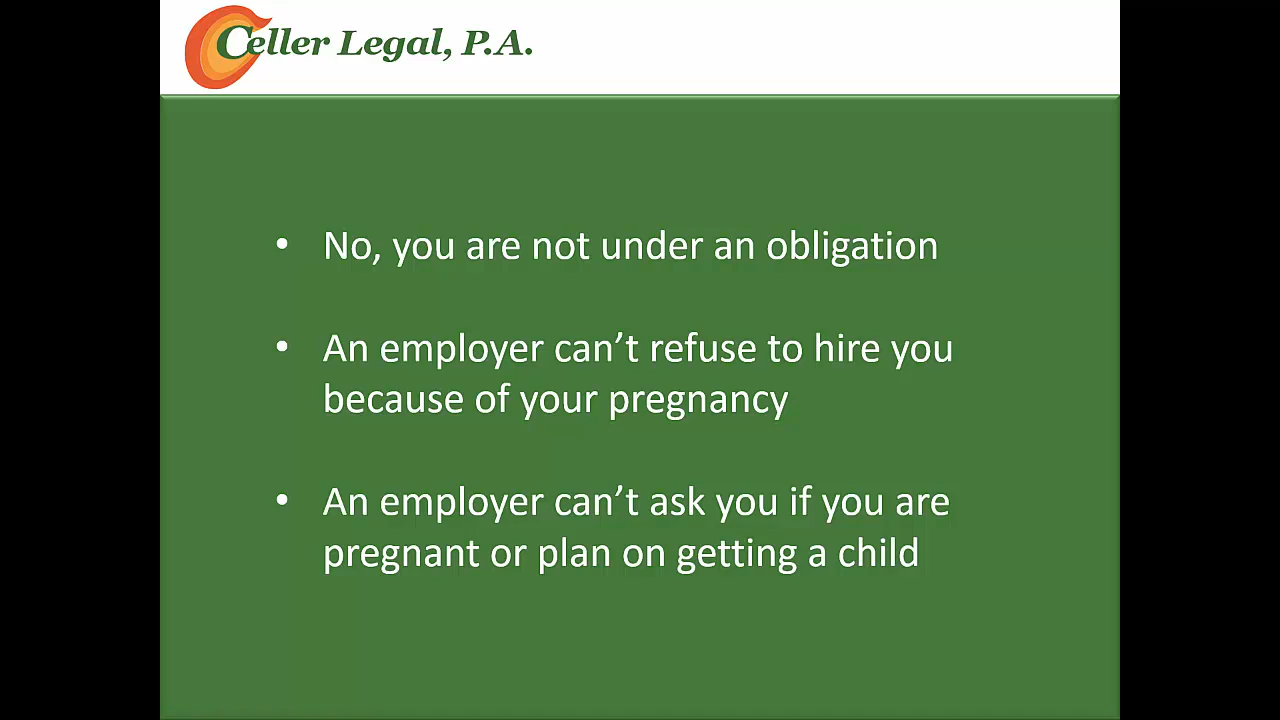 Celler Legal, P.A.
• No, you are not under an obligation
• An employer can’t refuse to hire you
because of your pregnancy
• An employer can’t ask you if you are
pregnant or plan on getting a child